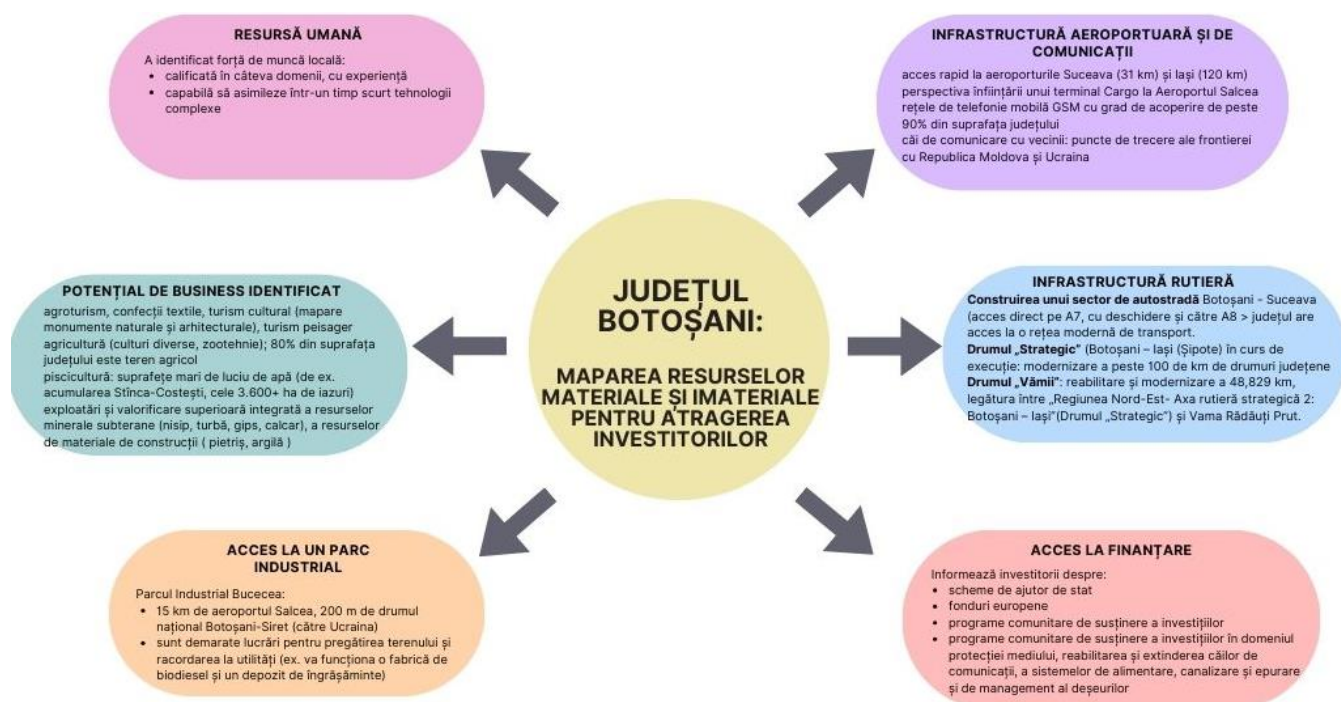 RESURSĂ UMANĂ
A identificat forță de muncă locală:
• calificată în câteva domenii, cu experiență
• capabilă să asimileze într-un timp scurt tehnologii
complexe
INFRASTRUCTURĂ AEROPORTUARĂ ȘI DE
COMUNICAȚII
acces rapid la aeroporturile Suceava (31 km) și Iași (120 km)
perspectiva înființării unui terminal Cargo la Aeroportul Salcea
rețele de telefonie mobilă GSM cu grad de acoperire de peste
90% din suprafața județului
căi de comunicare cu vecinii: puncte de trecere ale frontierei
cu Republica Moldova și Ucraina
POTENȚIAL DE BUSINESS IDENTIFICAT
agroturism, confecții textile, turism cultural (mapare
monumente naturale și arhitecturale), turism peisager
agricultură (culturi diverse, zootehnie); 80% din suprafața
județului este teren agricol
piscicultură: suprafețe mari de luciu de apă (de ex.
acumularea Stînca-Costești, cele 3.600+ ha de iazuri)
exploatări și valorificare superioară integrată a resurselor
minerale subterane (nisip, turbă, gips, calcar), a resurselor
de materiale de construcții ( pietriș, argilă )
JUDEȚUL
BOTOȘANI:
MAPAREA RESURSELOR
MATERIALE ȘI IMATERIALE
PENTRU ATRAGEREA
INVESTITORILOR
INFRASTRUCTURĂ RUTIERĂ
Construirea unui sector de autostradă Botoșani - Suceava
(acces direct pe A7, cu deschidere și către A8 > județul are
acces la o rețea modernă de transport.
Drumul „Strategic” (Botoșani – Iași (Șipote) în curs de
execuție: modernizare a peste 100 de km de drumuri județene
Drumul „Vămii”: reabilitare și modernizare a 48,829 km,
legătura între „Regiunea Nord-Est- Axa rutieră strategică 2:
Botoșani – Iași”(Drumul „Strategic”) și Vama Rădăuți Prut.
ACCES LA UN PARC
INDUSTRIAL
Parcul Industrial Bucecea:
• 15 km de aeroportul Salcea, 200 m de drumul
național Botoșani-Siret (către Ucraina)
• sunt demarate lucrări pentru pregătirea terenului și
racordarea la utilități (ex. va funcționa o fabrică de
biodiesel și un depozit de îngrășăminte)
ACCES LA FINANȚARE
Informează investitorii despre:
• scheme de ajutor de stat
• fonduri europene
• programe comunitare de susținere a investițiilor
• programe comunitare de susținere a investițiilor în domeniul
protecției mediului, reabilitarea și extinderea căilor de
comunicații, a sistemelor de alimentare, canalizare și epurare
și de management al deșeurilor